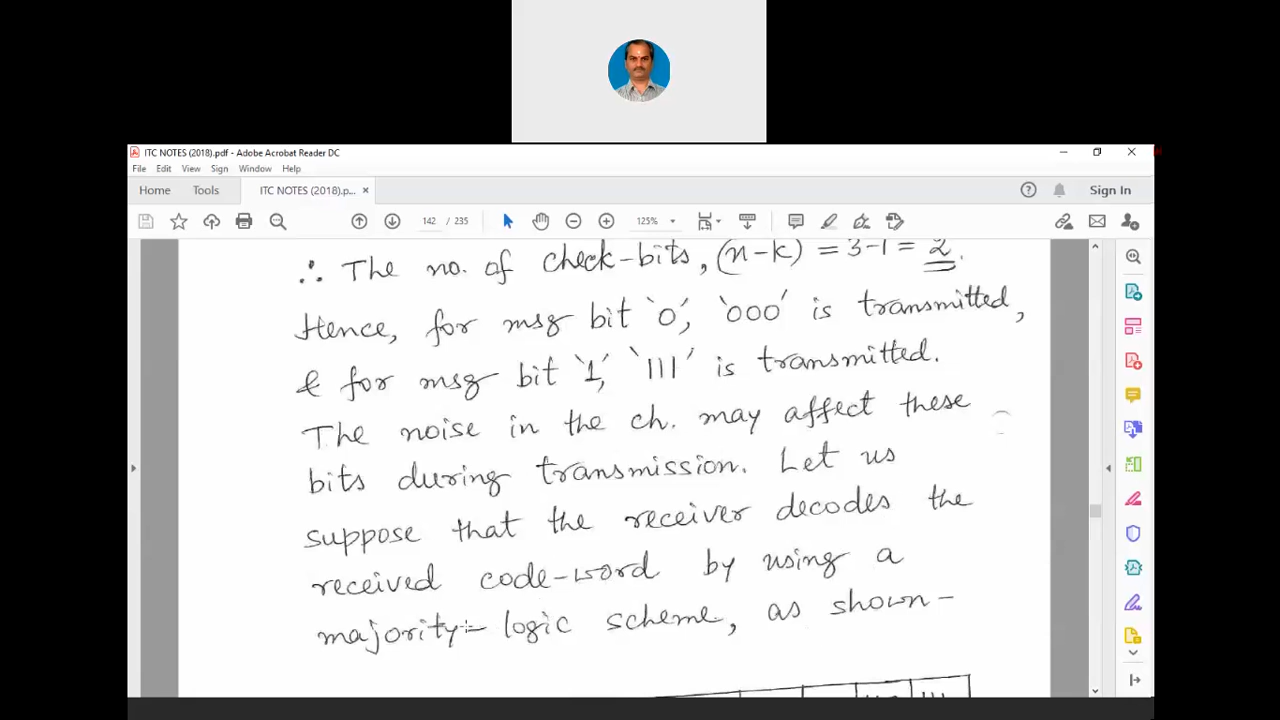 ITC NOTES (2018).pdf - Adobe Acrobat Reader DC
File Edit View Sign Window Help
Home Tools ITC NOTES (2018).p... × Sign In
142 / 235 125%
∴ The no. of check-bits, (n-k) = 3-1 = 2.
Hence, for msg bit ‘0’, ‘000’ is transmitted,
& for msg bit ‘1’, ‘111’ is transmitted.
The noise in the ch. may affect these
bits during transmission. Let us
suppose that the receiver decodes the
received code-word by using a
majority-logic scheme, as shown-